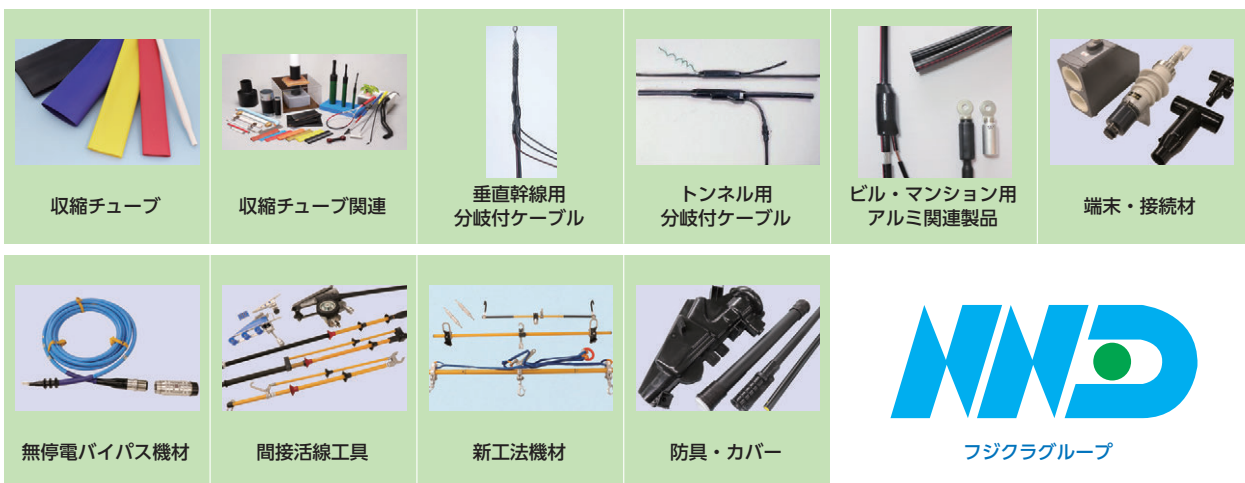 収縮チューブ
収縮チューブ関連
垂直幹線用
分岐付ケーブル
トンネル用
分岐付ケーブル
ビル・マンション用
アルミ関連製品
端末・接続材
無停電バイパス機材
間接活線工具
新工法機材
防具・カバー
NND
フジクラグループ